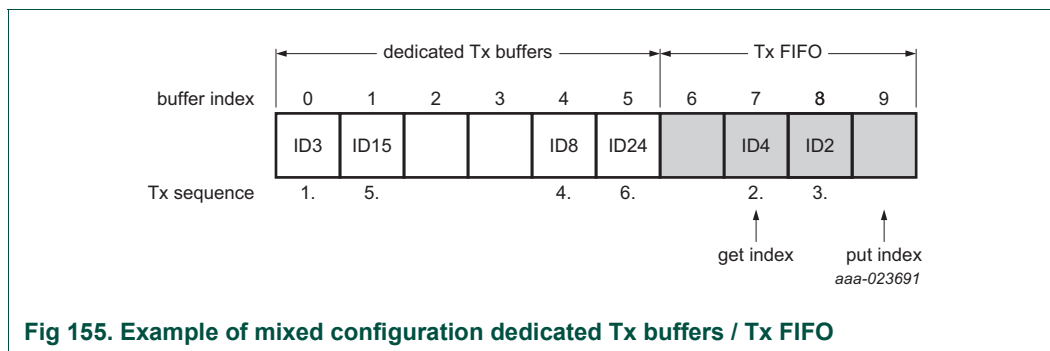 dedicated Tx buffers Tx FIFO
buffer index 0 1 2 3 4 5 6 7 8 9
ID3 ID15 ID8 ID24 ID4 ID2
Tx sequence 1. 5. 4. 6. 2. 3.
get index put index
aaa-023691
Fig 155. Example of mixed configuration dedicated Tx buffers / Tx FIFO